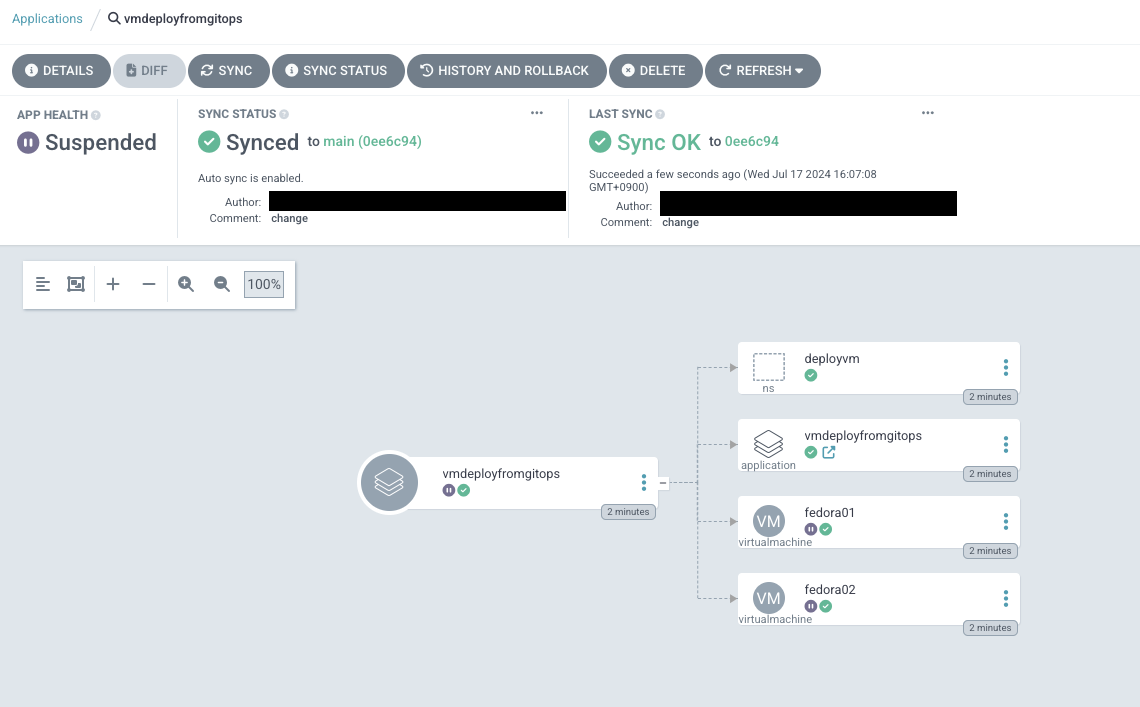 Applications / vmdeployfromgitops
DETAILS DIFF SYNC SYNC STATUS HISTORY AND ROLLBACK DELETE REFRESH
APP HEALTH
Suspended
SYNC STATUS
Synced to main (0ee6c94)
Auto sync is enabled.
Author:
Comment: change
LAST SYNC
Sync OK to 0ee6c94
Succeeded a few seconds ago (Wed Jul 17 2024 16:07:08
GMT+0900)
Author:
Comment: change
100%
vmdeployfromgitops
2 minutes
deployvm
ns
2 minutes
vmdeployfromgitops
application
2 minutes
VM
fedora01
virtualmachine
2 minutes
VM
fedora02
virtualmachine
2 minutes